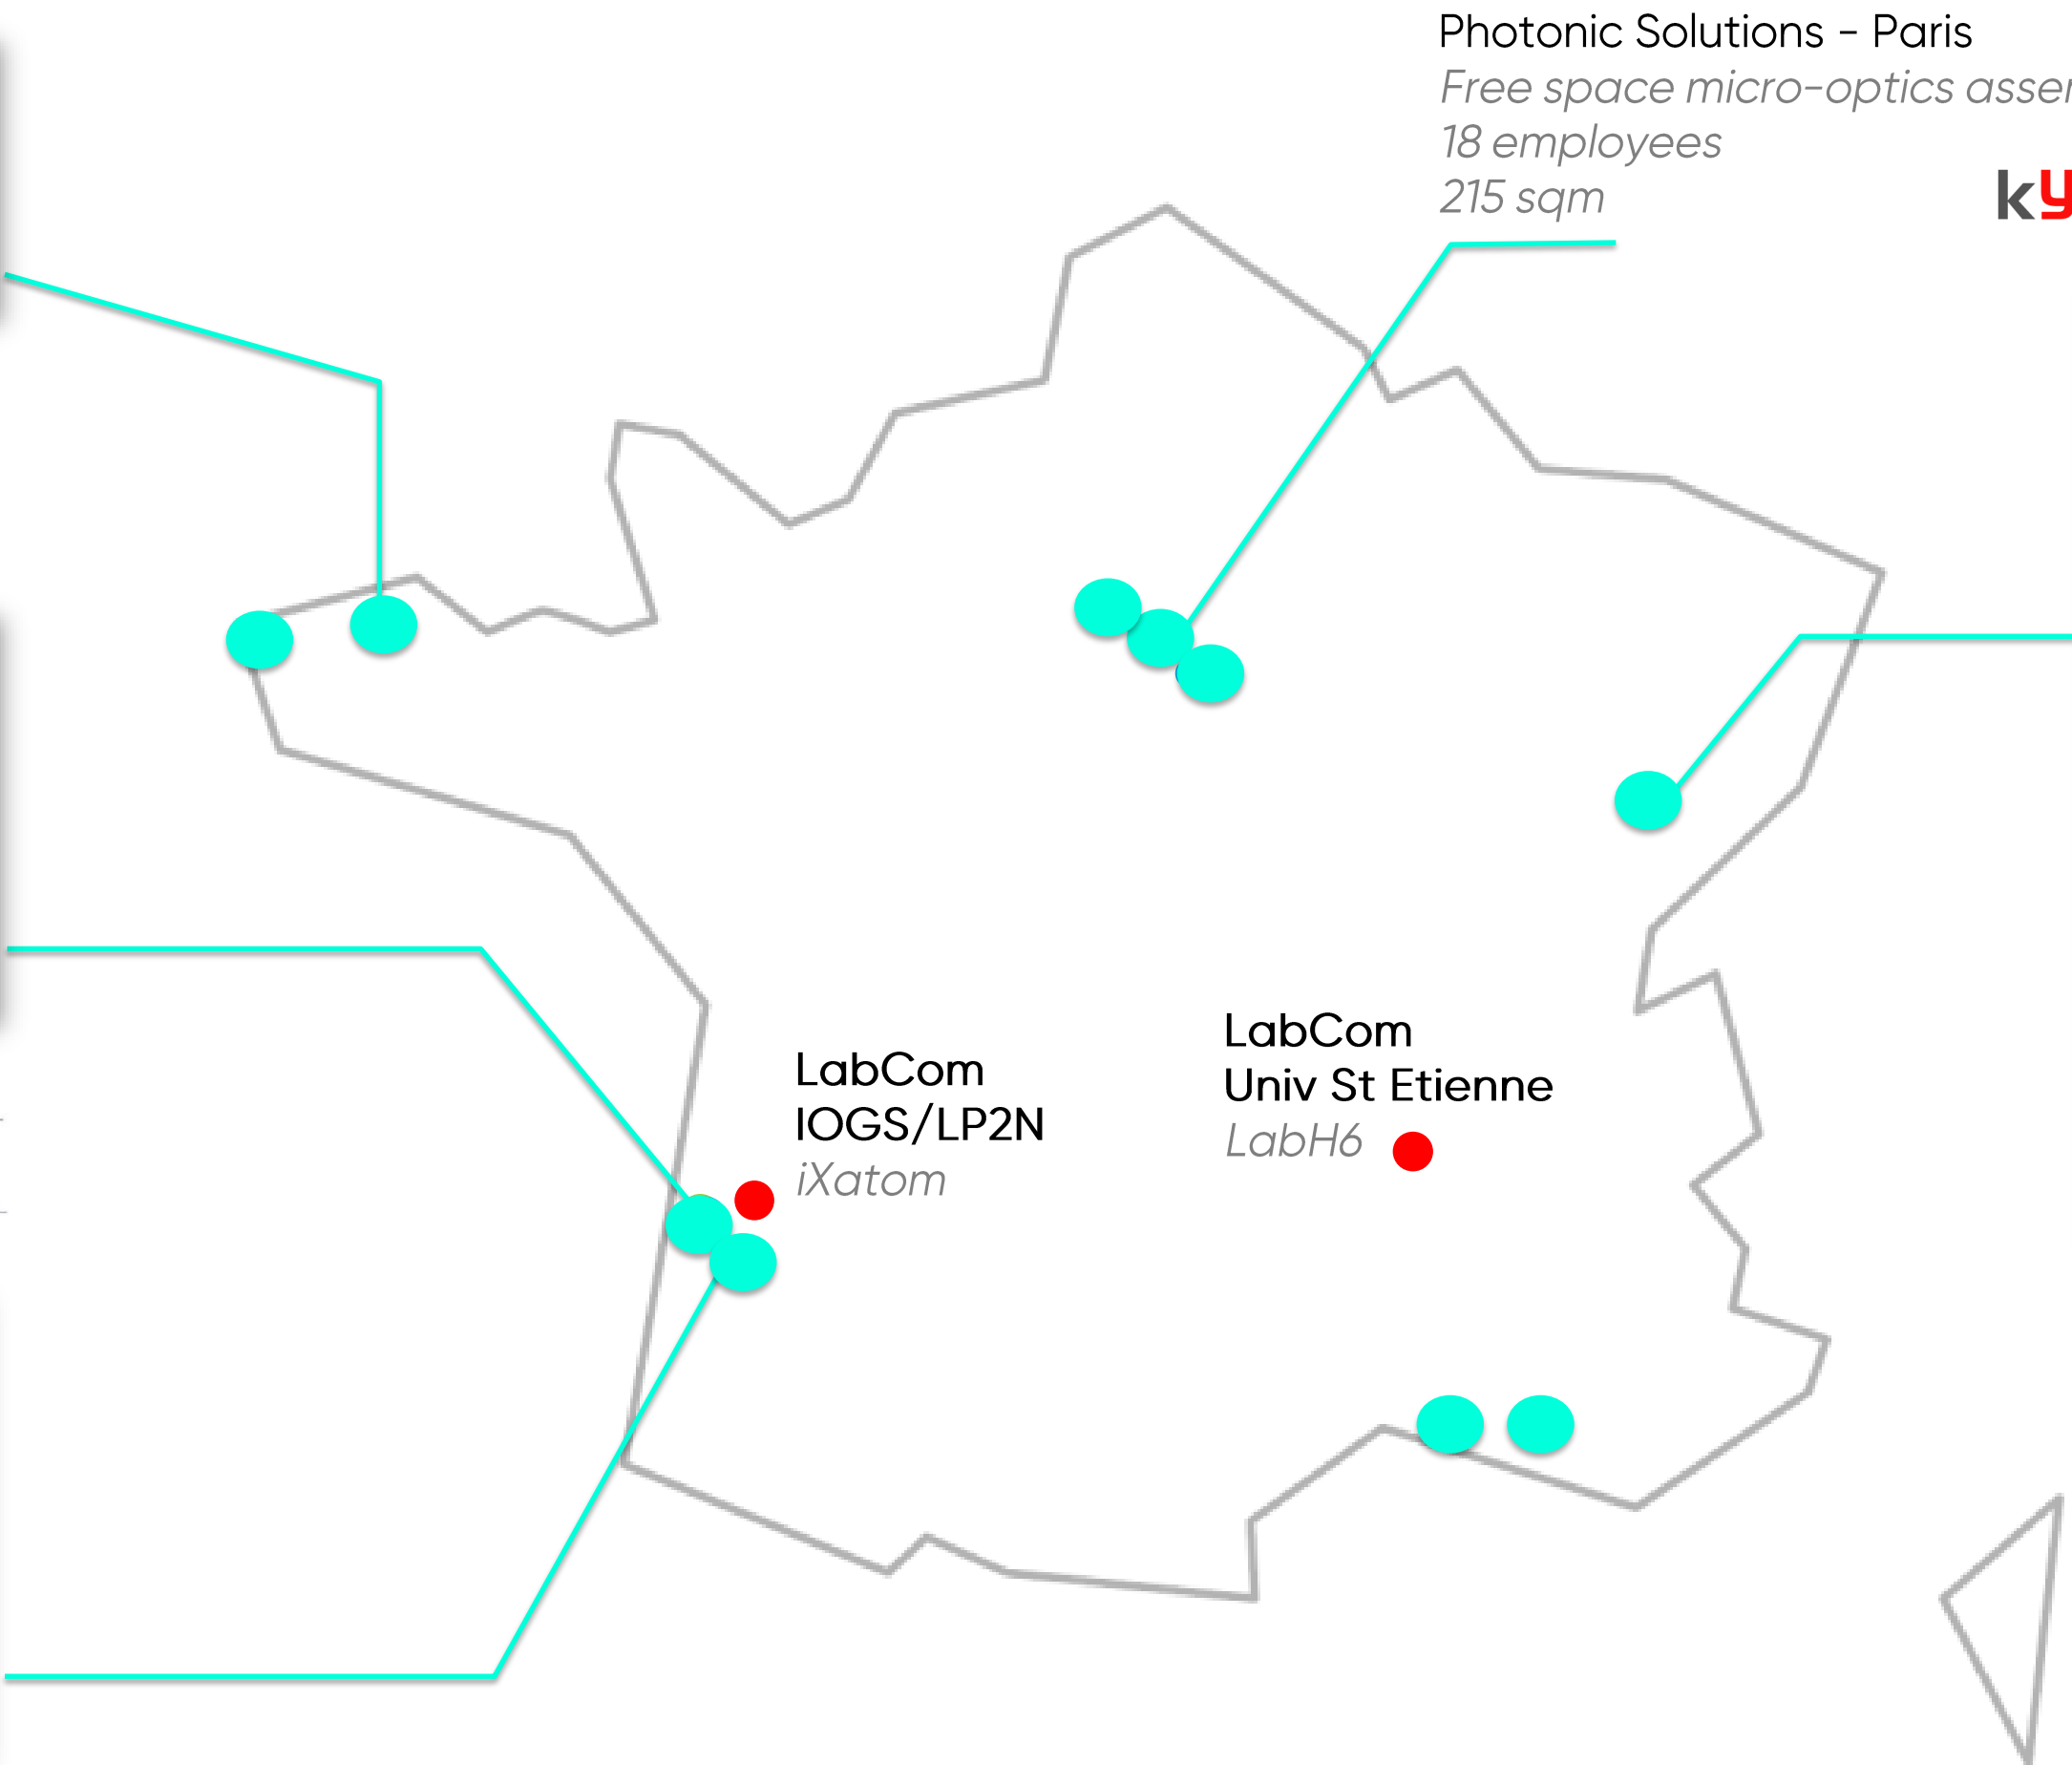 Photonic Solutions - Paris
Free space micro-optics
18 employees
215 sqm
ky
LabCom
Univ St Etienne
LabH6
LabCom
IOGS/LP2N
iXatom